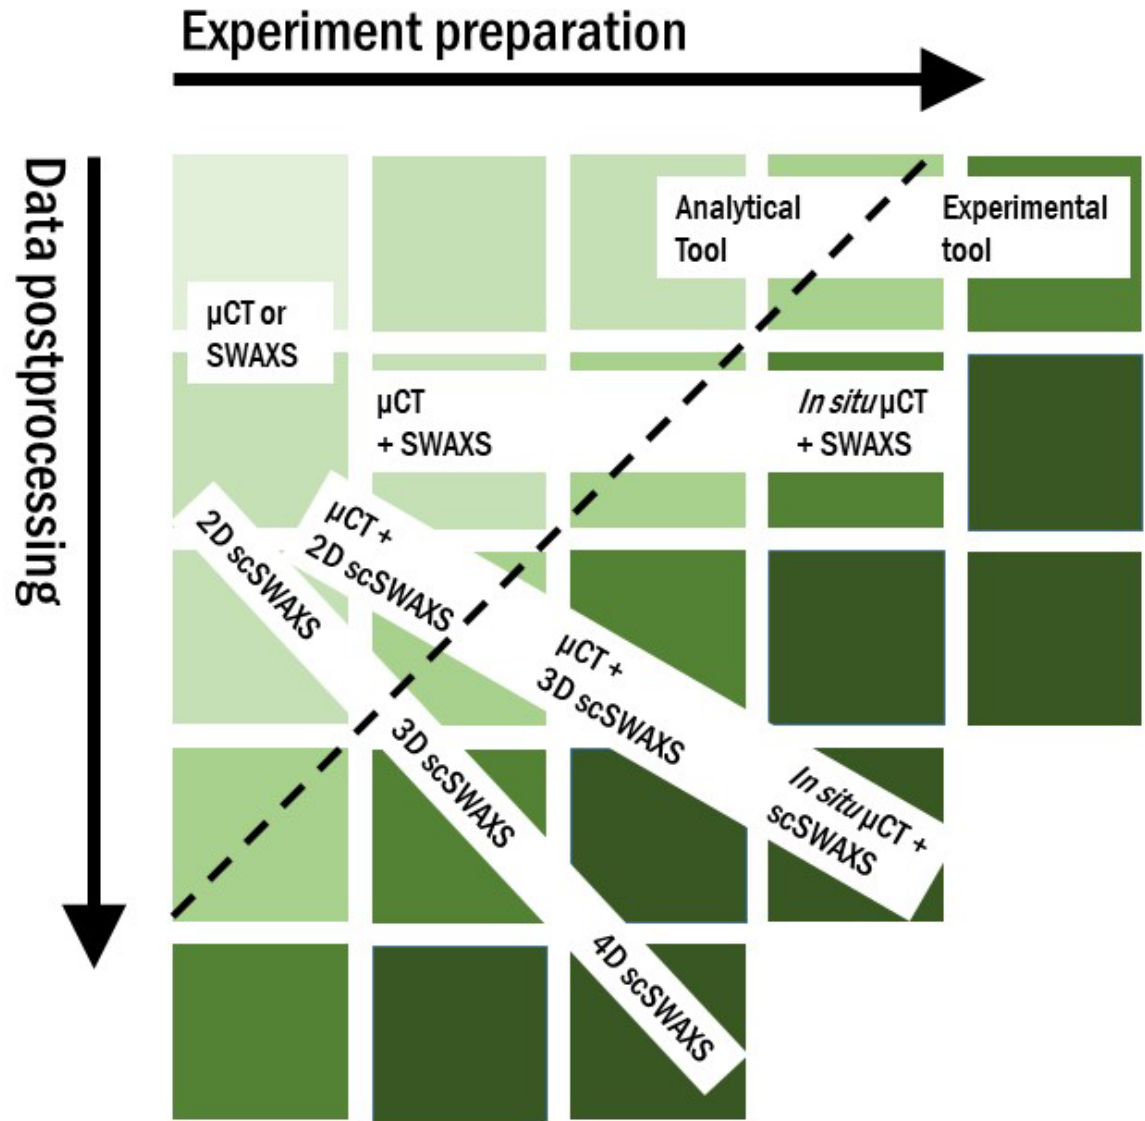 Experiment preparation
Data postprocessing
Analytical
Tool
Experimental
tool
µCT or
SWAXS
µCT
+ SWAXS
In situ µCT
+ SWAXS
2D scSWAXS
µCT +
2D scSWAXS
µCT +
3D scSWAXS
3D scSWAXS
In situ µCT +
scSWAXS
4D scSWAXS